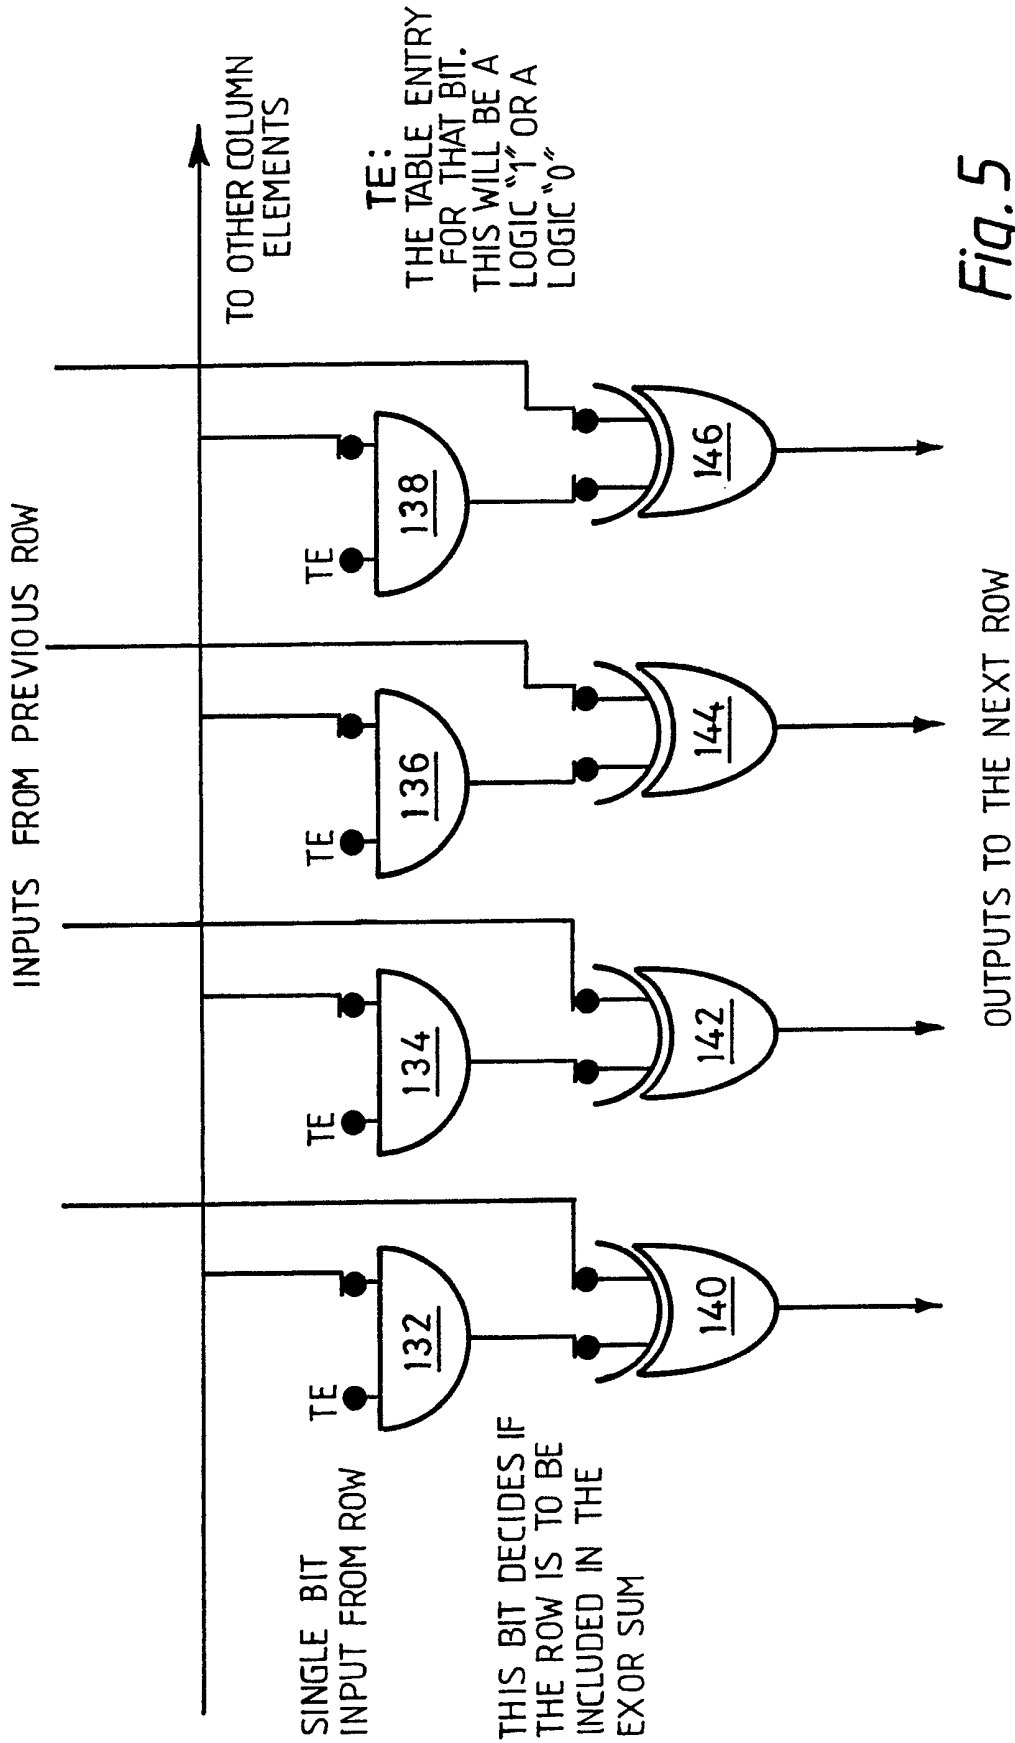 INPUTS FROM PREVIOUS ROW
TO OTHER COLUMN
ELEMENTS
SINGLE BIT
INPUT FROM ROW
TE
TE
TE
TE
TE:
THE TABLE ENTRY
FOR THAT BIT.
THIS WILL BE A
LOGIC "1" OR A
LOGIC "0"
132
134
136
138
THIS BIT DECIDES IF
THE ROW IS TO BE
INCLUDED IN THE
EXOR SUM
140
142
144
146
OUTPUTS TO THE NEXT ROW
Fig. 5